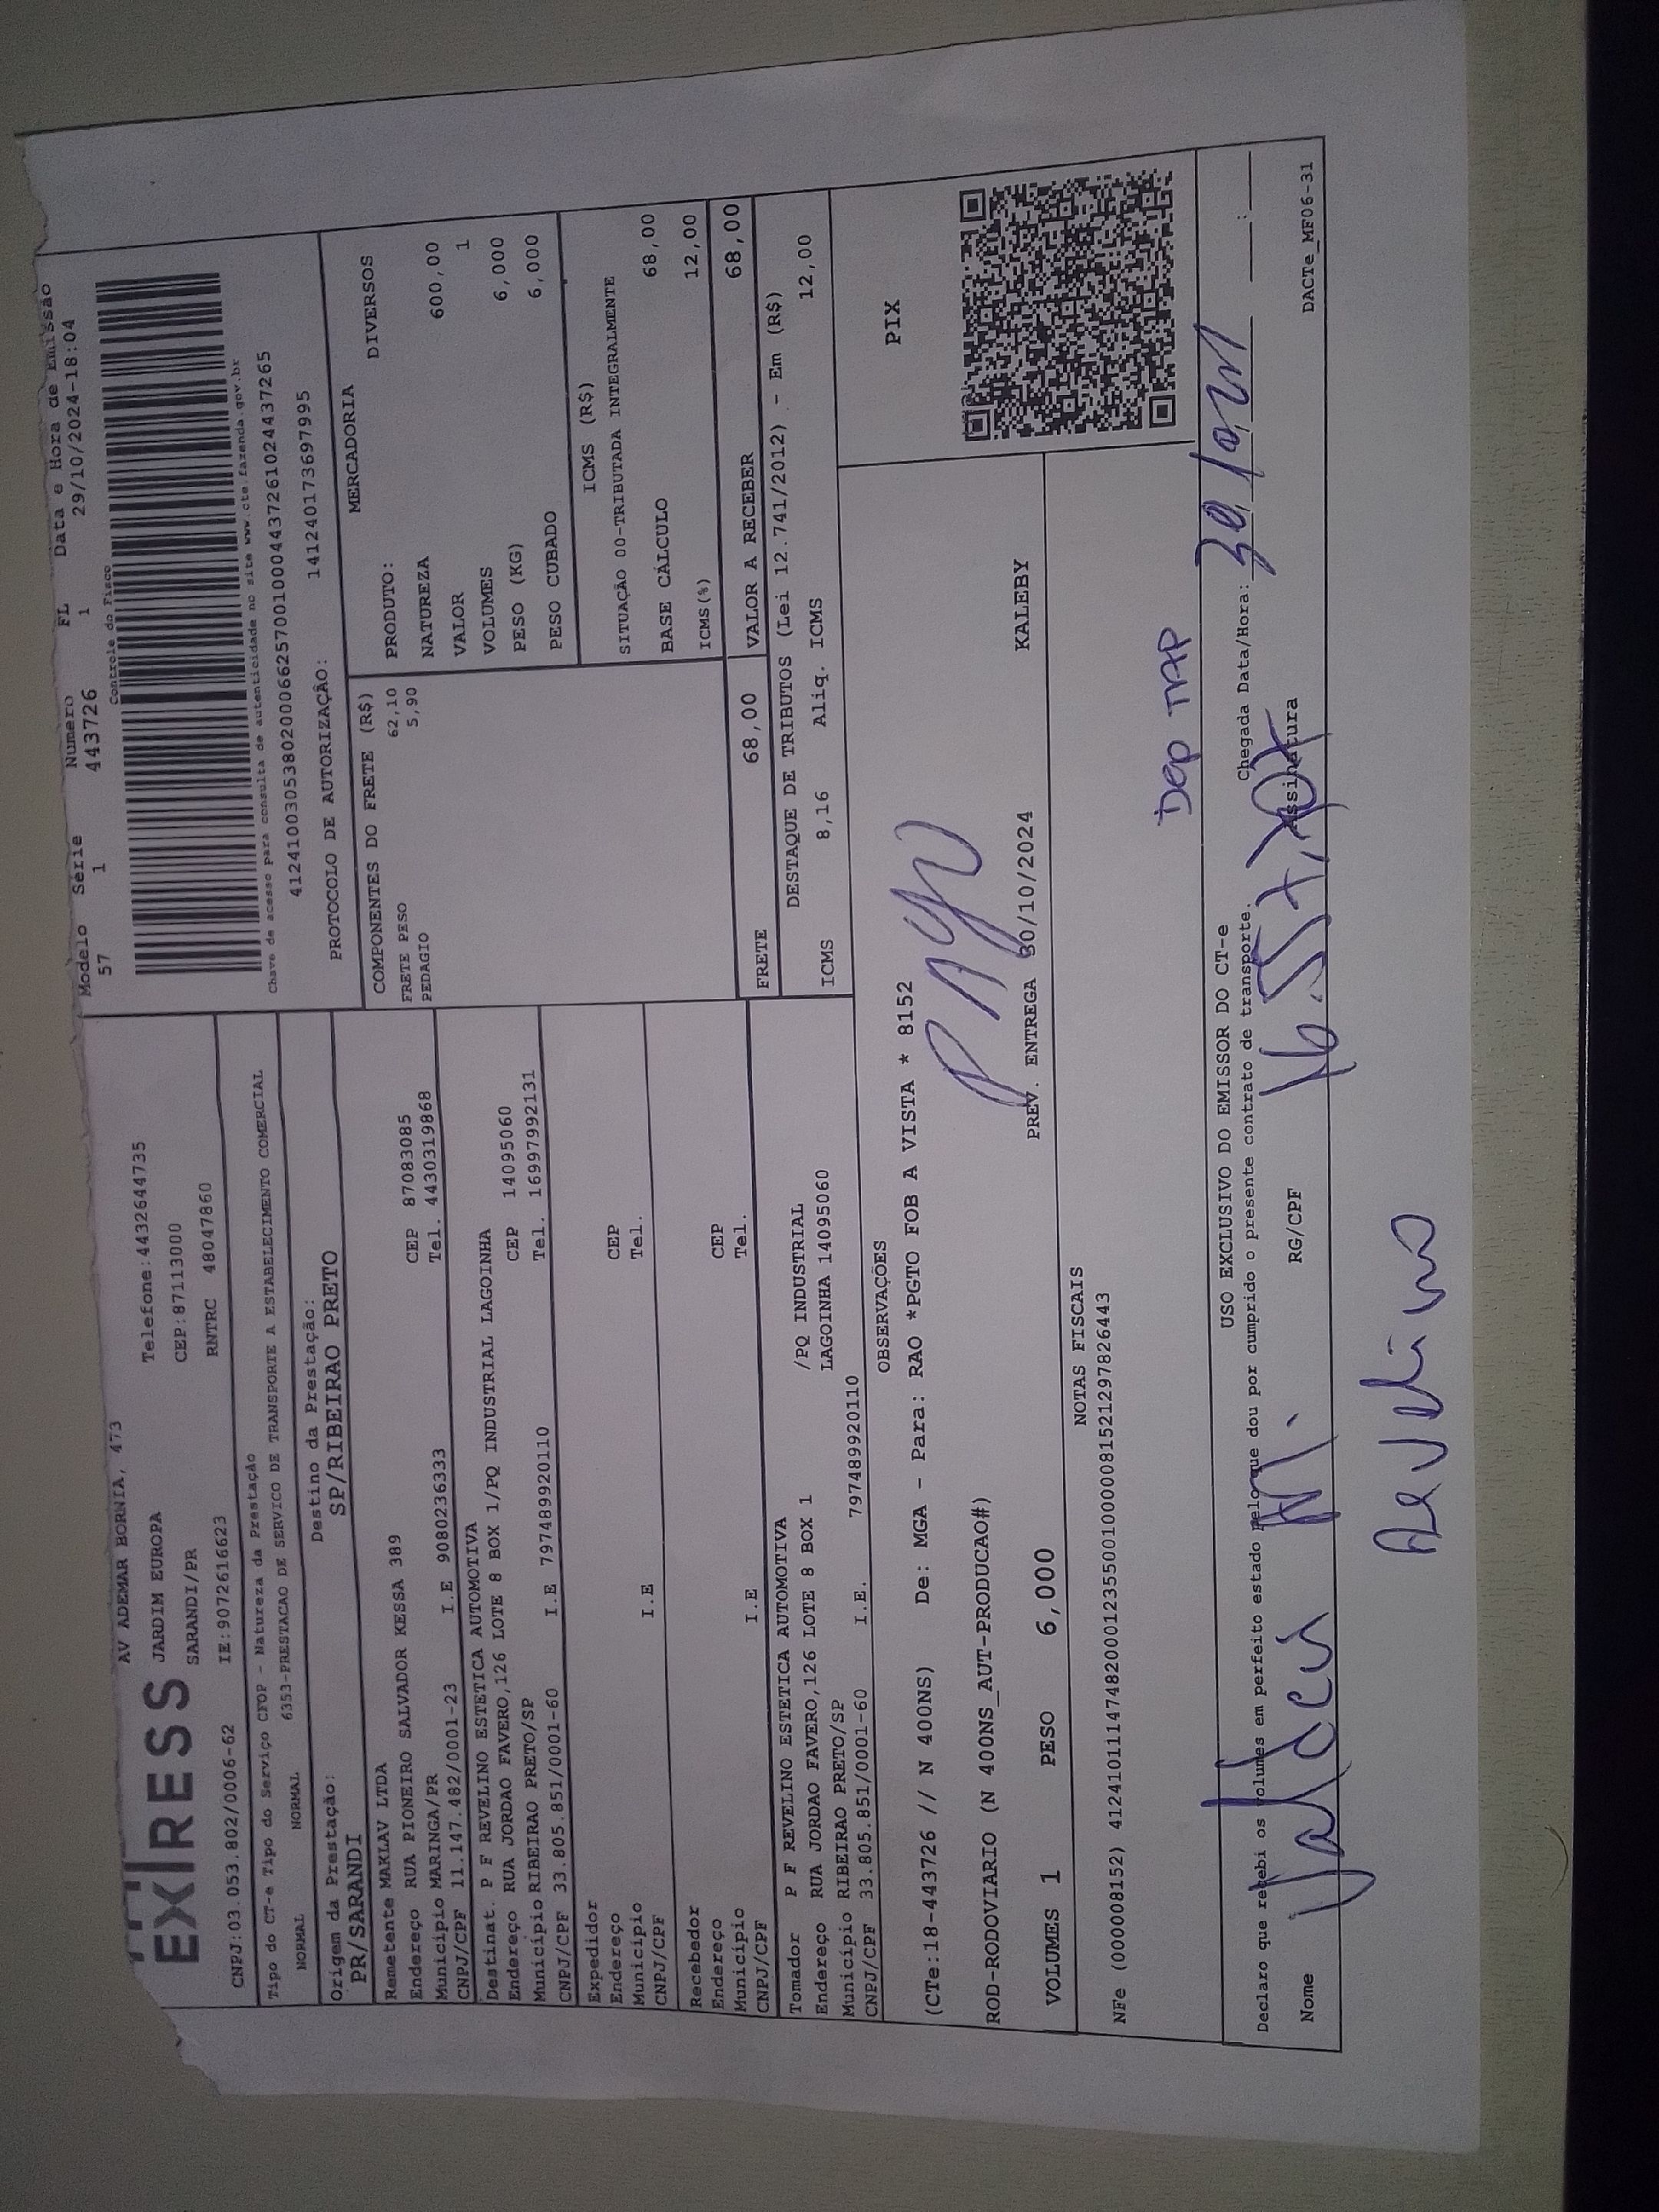 Modelo Série Numero FL Data e Hora de Emissão
57 1 443726 1 29/10/2024-18:04
Controle do Fisco
EXPRESS
AV ADEMAR BORNIA, 473
JARDIM EUROPA Telefone:4432644735
SARANDI/PR CEP:87113000
CNPJ:03.053.802/0006-62 IE:9072616623 RNTRC 48047860
Chave de acesso para consulta de autenticidade no site www.cte.fazenda.gov.br
41241003053802000662570010004437261024437265
PROTOCOLO DE AUTORIZAÇÃO: 141240173697995
Tipo do CT-e Tipo do Serviço CFOP - Natureza da Prestação
NORMAL NORMAL 6353-PRESTACAO DE SERVICO DE TRANSPORTE A ESTABELECIMENTO COMERCIAL
Origem da Prestação: Destino da Prestação:
PR/SARANDI SP/RIBEIRAO PRETO
Remetente MAKLAV LTDA
Endereço RUA PIONEIRO SALVADOR KESSA 389 CEP 87083085
Município MARINGA/PR Tel. 4430319868
CNPJ/CPF 11.147.482/0001-23 I.E 9080236333
Destinat. P F REVELINO ESTETICA AUTOMOTIVA
Endereço RUA JORDAO FAVERO,126 LOTE 8 BOX 1/PQ INDUSTRIAL LAGOINHA
Município RIBEIRAO PRETO/SP CEP 14095060
CNPJ/CPF 33.805.851/0001-60 I.E 797489920110 Tel. 16997992131
Expedidor
Endereço CEP
Município Tel.
CNPJ/CPF I.E
Recebedor
Endereço CEP
Município Tel.
CNPJ/CPF I.E
Tomador P F REVELINO ESTETICA AUTOMOTIVA
Endereço RUA JORDAO FAVERO,126 LOTE 8 BOX 1 /PQ INDUSTRIAL
Município RIBEIRAO PRETO/SP LAGOINHA 14095060
CNPJ/CPF 33.805.851/0001-60 I.E. 797489920110
COMPONENTES DO FRETE (R$)
FRETE PESO 62,10
PEDAGIO 5,90
MERCADORIA
PRODUTO: DIVERSOS
NATUREZA
VALOR 600,00
VOLUMES 1
PESO (KG) 6,000
PESO CUBADO 6,000
ICMS (R$)
SITUAÇÃO 00-TRIBUTADA INTEGRALMENTE
BASE CÁLCULO 68,00
ICMS(%) 12,00
FRETE 68,00 VALOR A RECEBER 68,00
DESTAQUE DE TRIBUTOS (Lei 12.741/2012) - Em (R$)
ICMS 8,16 Aliq. ICMS 12,00
OBSERVAÇÕES
(CTe:18-443726 // N 400NS) De: MGA - Para: RAO *PGTO FOB A VISTA * 8152
ROD-RODOVIARIO (N 400NS_AUT-PRODUCAO#)
PIX
VOLUMES 1 PESO 6,000 PREV. ENTREGA 30/10/2024 KALEBY
NOTAS FISCAIS
NFe (000008152) 41241011147482000123550010000081521297826443
Dep TRAP
USO EXCLUSIVO DO EMISSOR DO CT-e
Declaro que recebi os volumes em perfeito estado pelo que dou por cumprido o presente contrato de transporte. Chegada Data/Hora: 30/10/
Nome RG/CPF Assinatura
DACTe_MF06-31